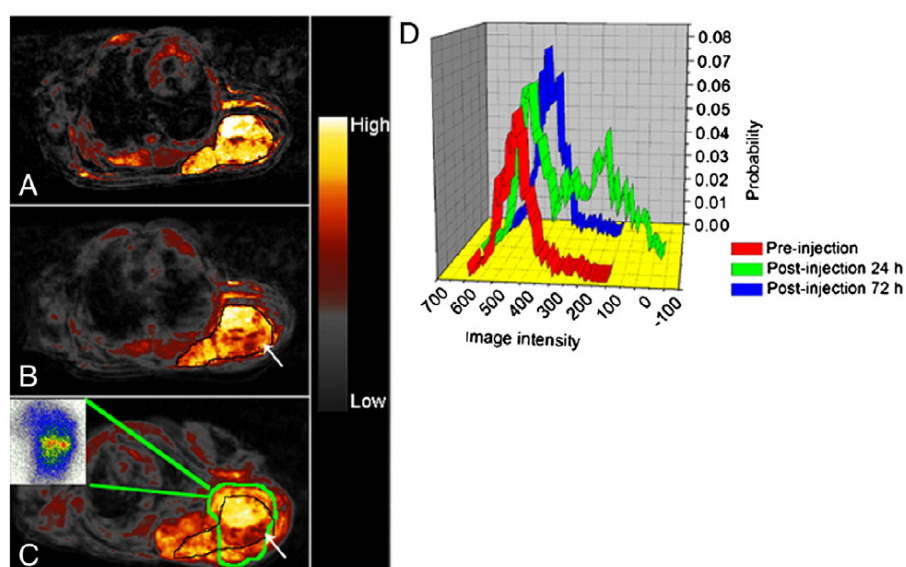 A
B
C
High
Low
D
0.08
0.07
0.06
0.05
0.04
0.03
0.02
0.01
0.00
Probability
700
600
500
400
300
200
100
0
-100
Image intensity
Pre-injection
Post-injection 24 h
Post-injection 72 h